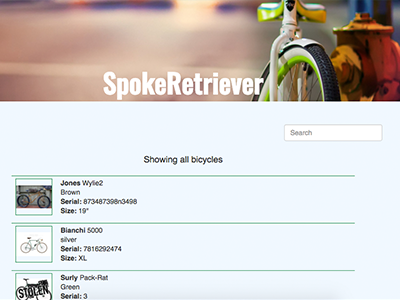 SpokeRetriever
Search
Showing all bicycles
Jones Wylie2
Brown
Serial: 873487398n3498
Size: 19"
Bianchi 5000
silver
Serial: 7816292474
Size: XL
Surly Pack-Rat
STOLEN
Green
Serial: 3